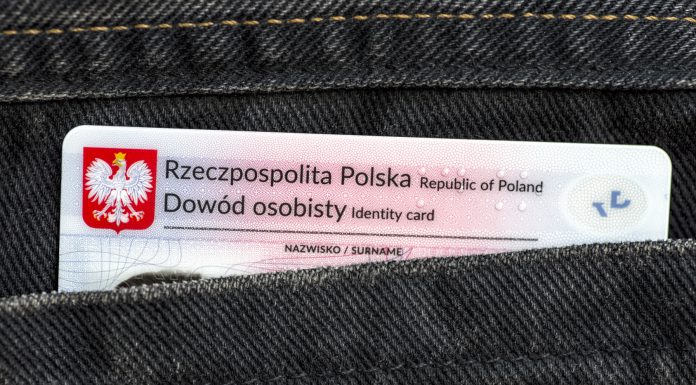 Rzeczpospolita Polska Republic of Poland
Dowód osobisty Identity card
NAZWISKO / SURNAME